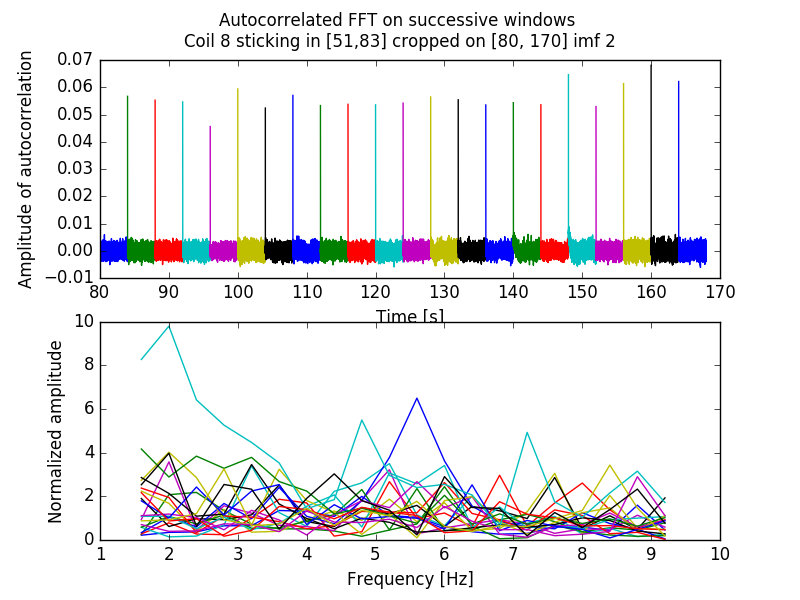 Autocorrelated FFT on successive windows
Coil 8 sticking in [51,83] cropped on [80, 170] imf 2
Amplitude of autocorrelation
0.07
0.06
0.05
0.04
0.03
0.02
0.01
0.00
−0.01
80 90 100 110 120 130 140 150 160 170
Time [s]
Normalized amplitude
10
8
6
4
2
0
1 2 3 4 5 6 7 8 9 10
Frequency [Hz]